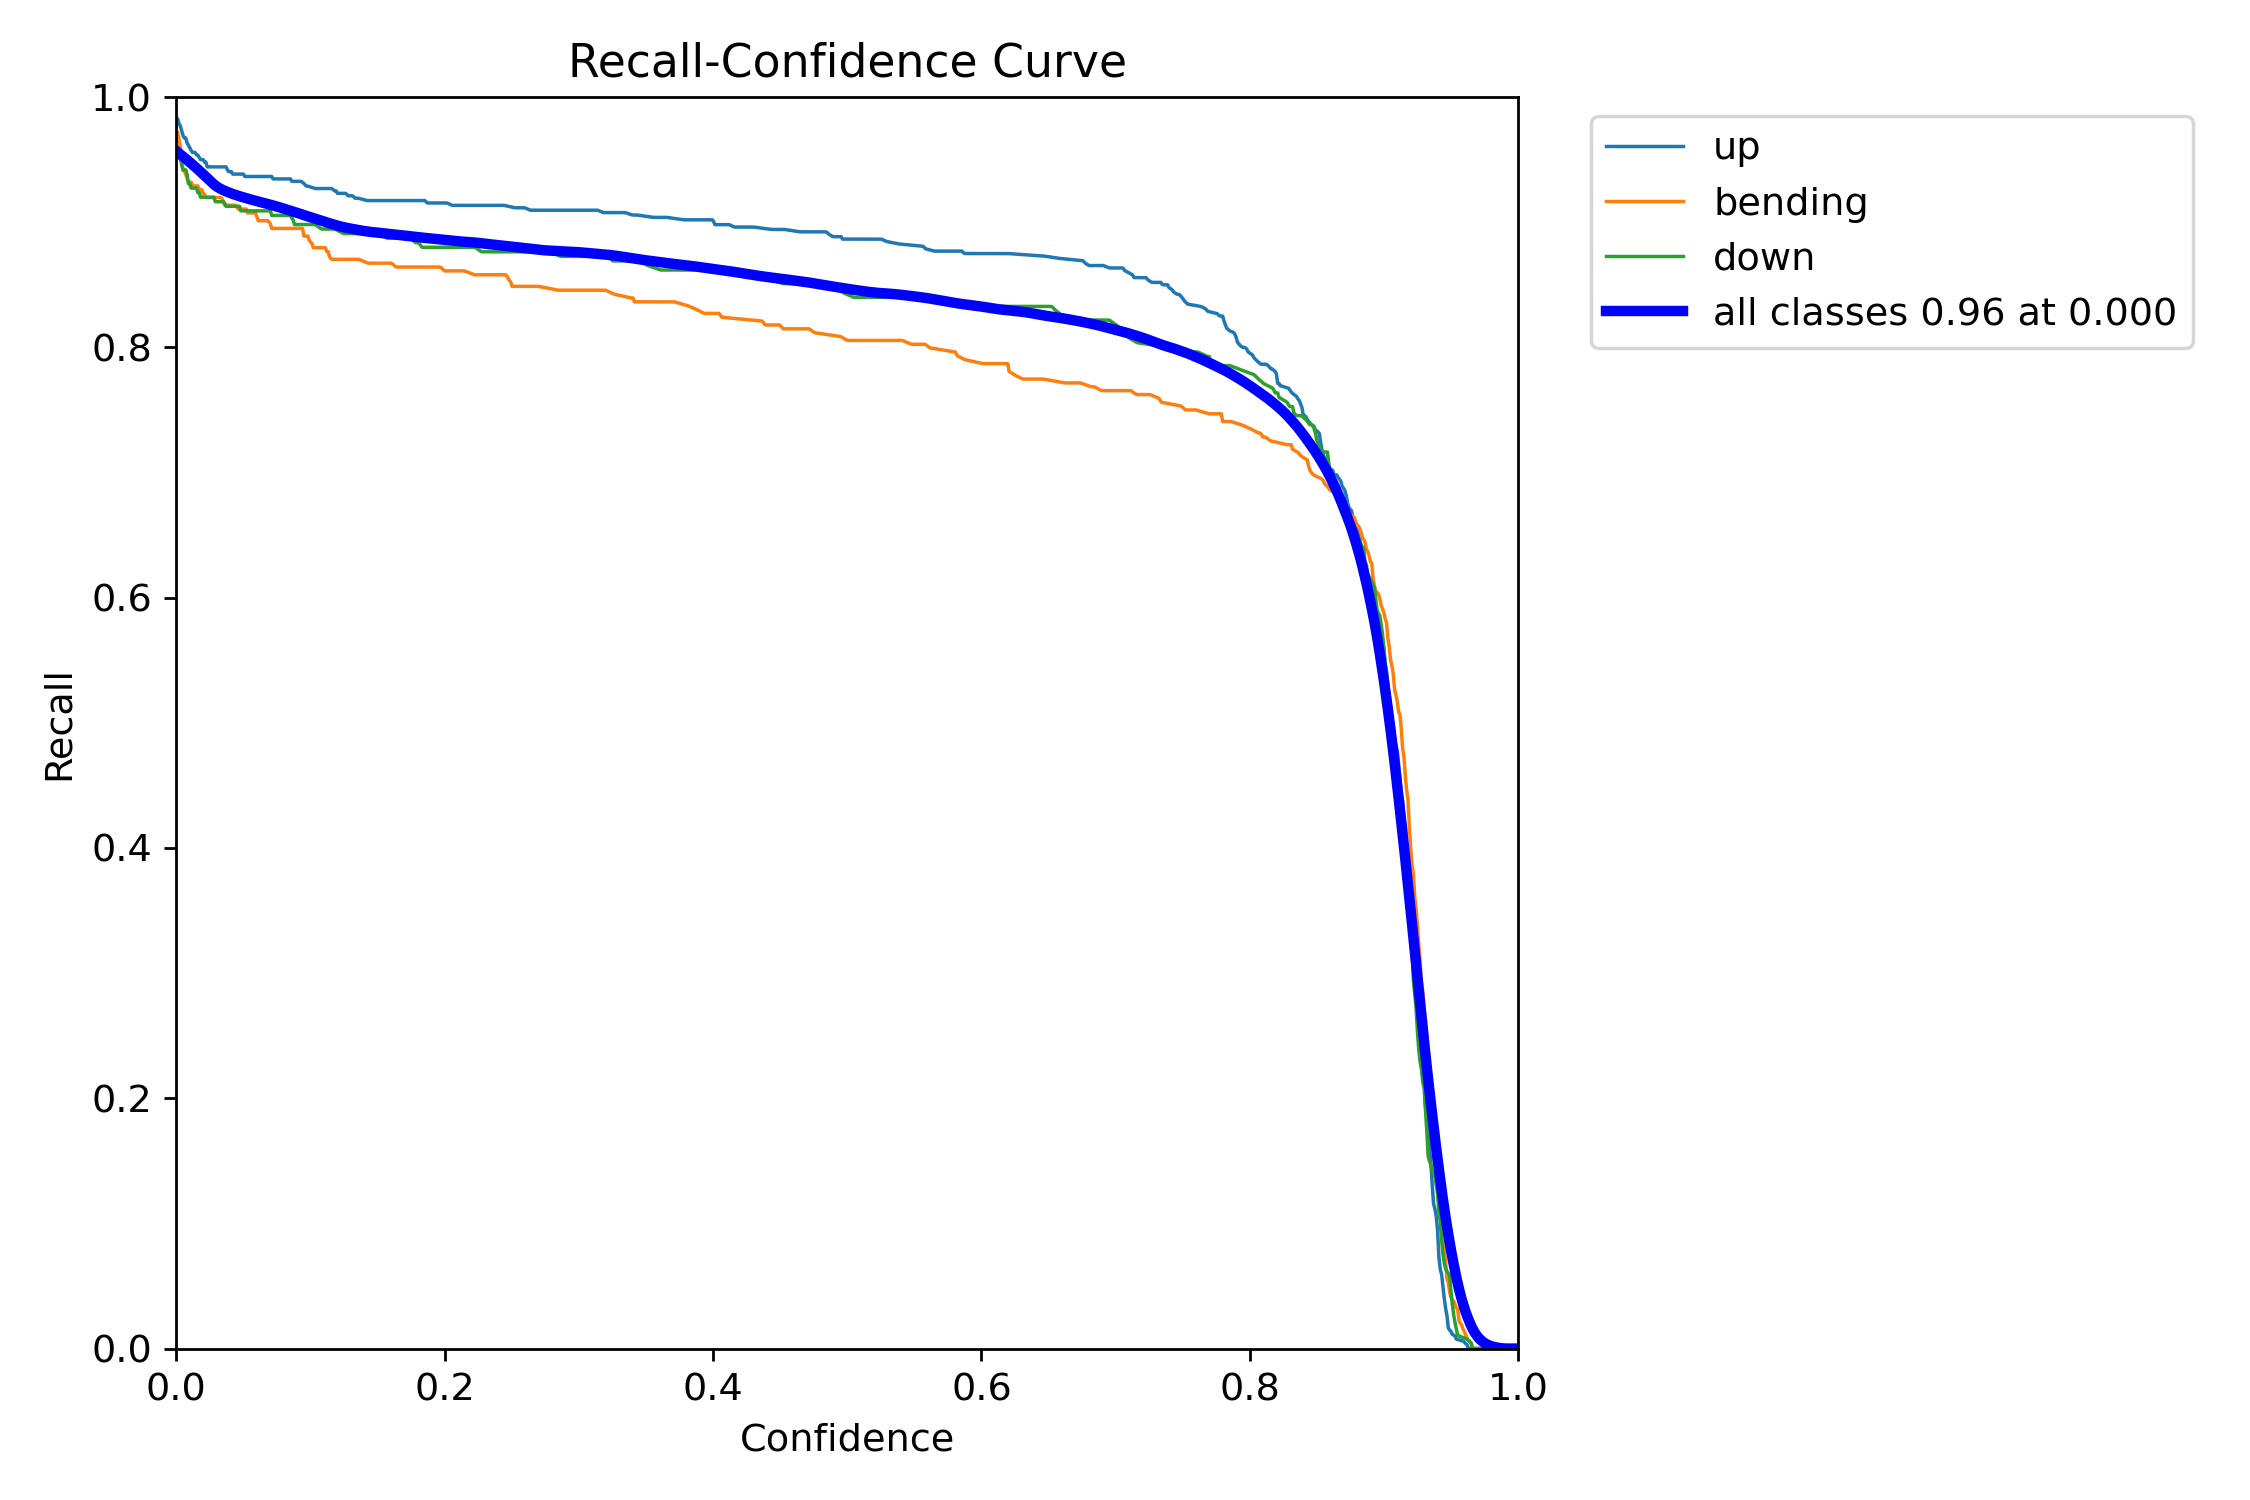 Recall-Confidence Curve
1.0
0.8
0.6
0.4
0.2
0.0
Recall
0.0 0.2 0.4 0.6 0.8 1.0
Confidence
up
bending
down
all classes 0.96 at 0.000